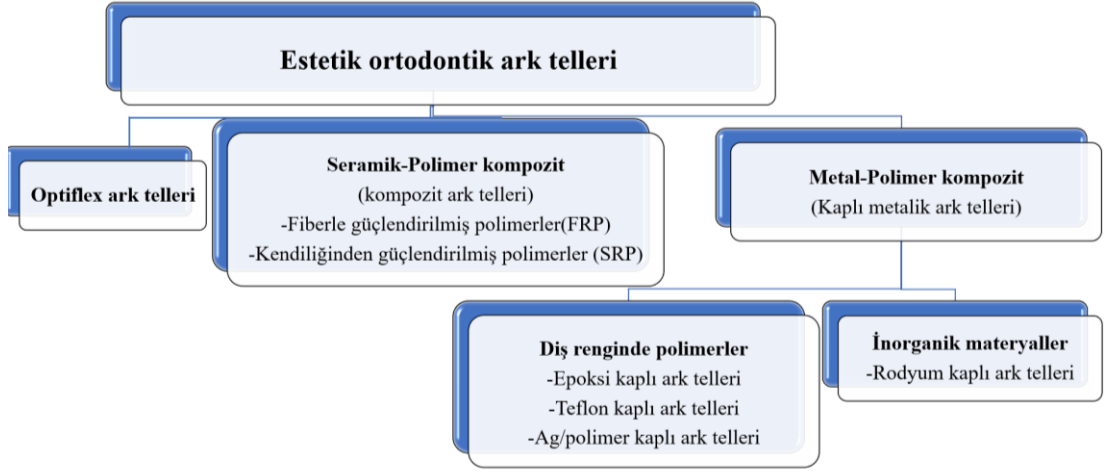 Estetik ortodontik ark telleri
Optiflex ark telleri
Seramik-Polimer kompozit
(kompozit ark telleri)
-Fiberle güçlendirilmiş polimerler(FRP)
-Kendiliğinden güçlendirilmiş polimerler (SRP)
Metal-Polimer kompozit
(Kaplı metalik ark telleri)
Diş renginde polimerler
-Epoksi kaplı ark telleri
-Teflon kaplı ark telleri
-Ag/polimer kaplı ark telleri
İnorganik materyaller
-Rodyum kaplı ark telleri